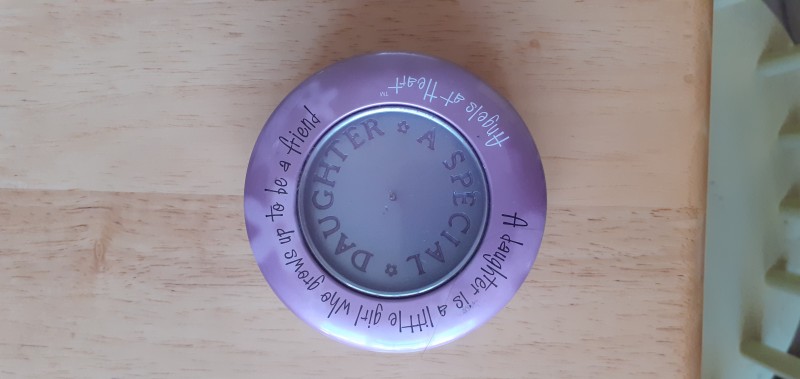 Angels at Heart™
A daughter is a little girl who grows up to be a friend
A SPECIAL DAUGHTER